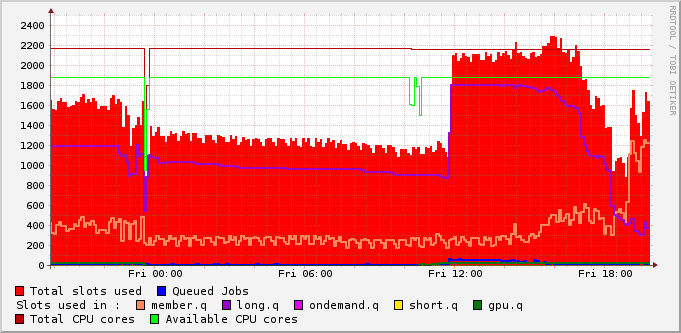 RRDTOOL / TOBI OETIKER
2400
2200
2000
1800
1600
1400
1200
1000
800
600
400
200
0
Fri 00:00 Fri 06:00 Fri 12:00 Fri 18:00
Total slots used Queued Jobs
Slots used in : member.q long.q ondemand.q short.q gpu.q
Total CPU cores Available CPU cores